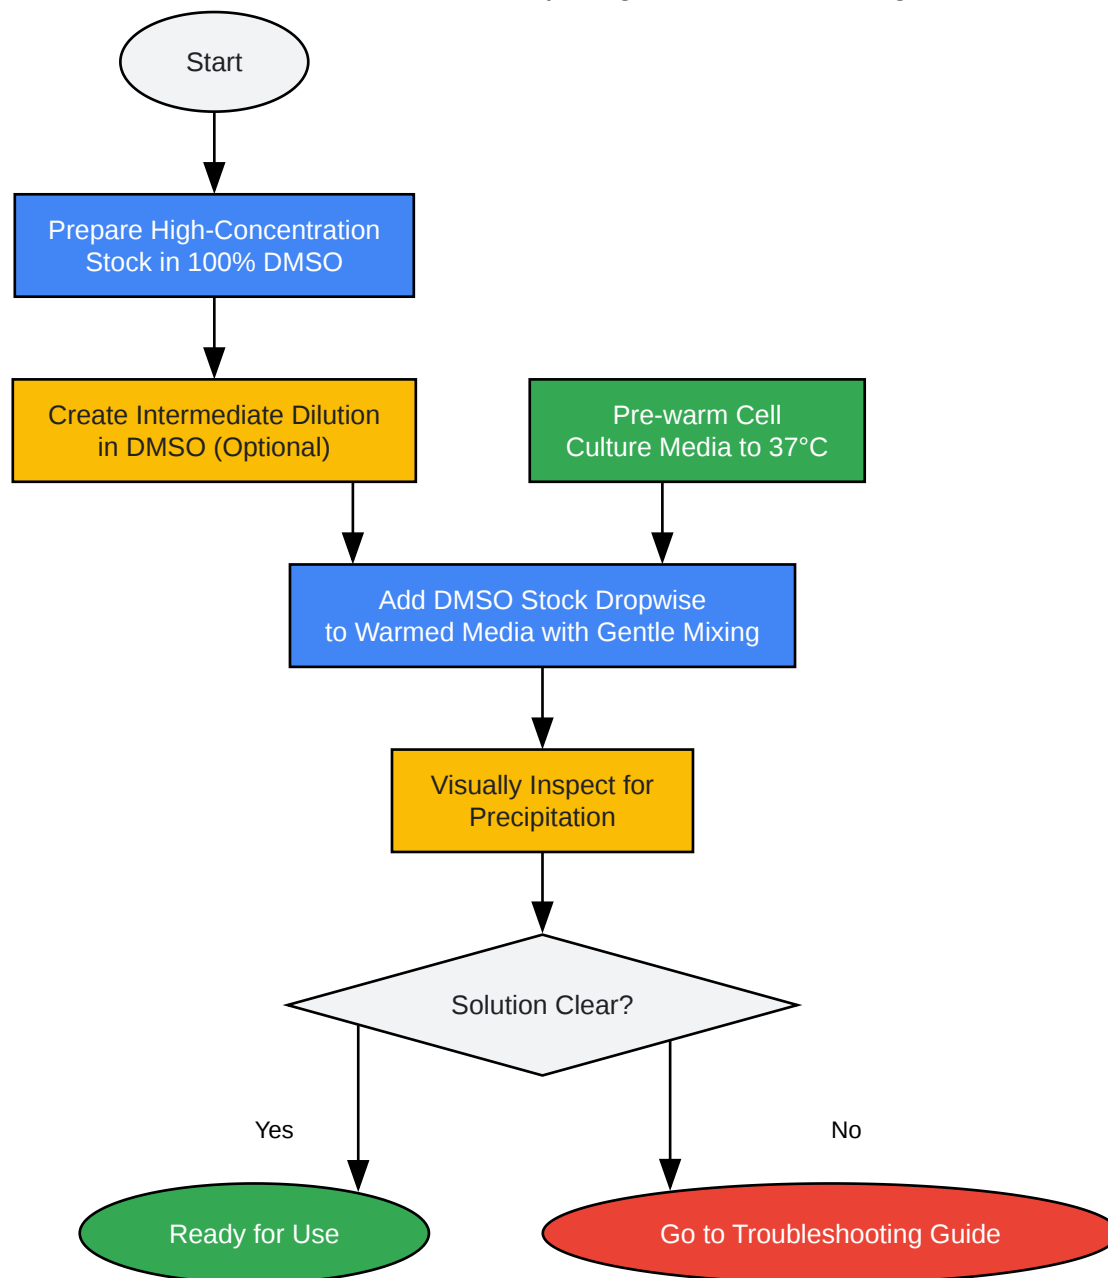 Start
Prepare High-Concentration
Stock in 100% DMSO
Create Intermediate Dilution
in DMSO (Optional)
Pre-warm Cell
Culture Media to 37°C
Add DMSO Stock Dropwise
to Warmed Media with Gentle Mixing
Visually Inspect for
Precipitation
Solution Clear?
Yes
No
Ready for Use
Go to Troubleshooting Guide